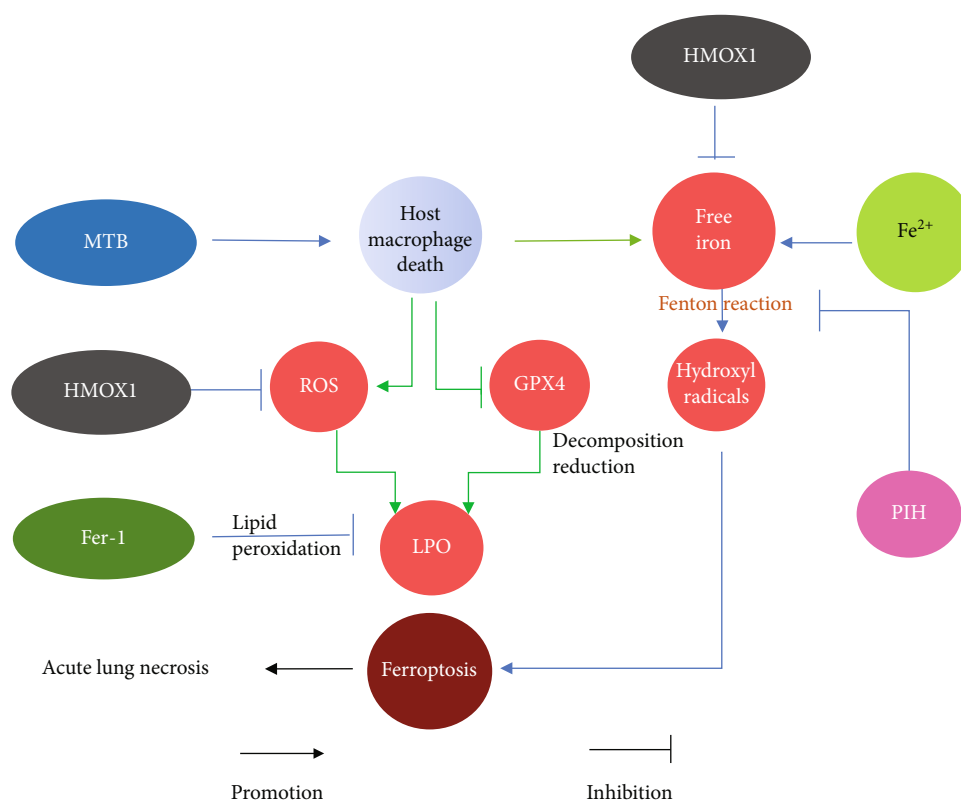 HMOX1
MTB
Host
macrophage
death
Free
iron
Fe²⁺
Fenton reaction
HMOX1
ROS
GPX4
Hydroxyl
radicals
Decomposition
reduction
Fer-1
Lipid
peroxidation
LPO
PIH
Acute lung necrosis
Ferroptosis
Promotion
Inhibition